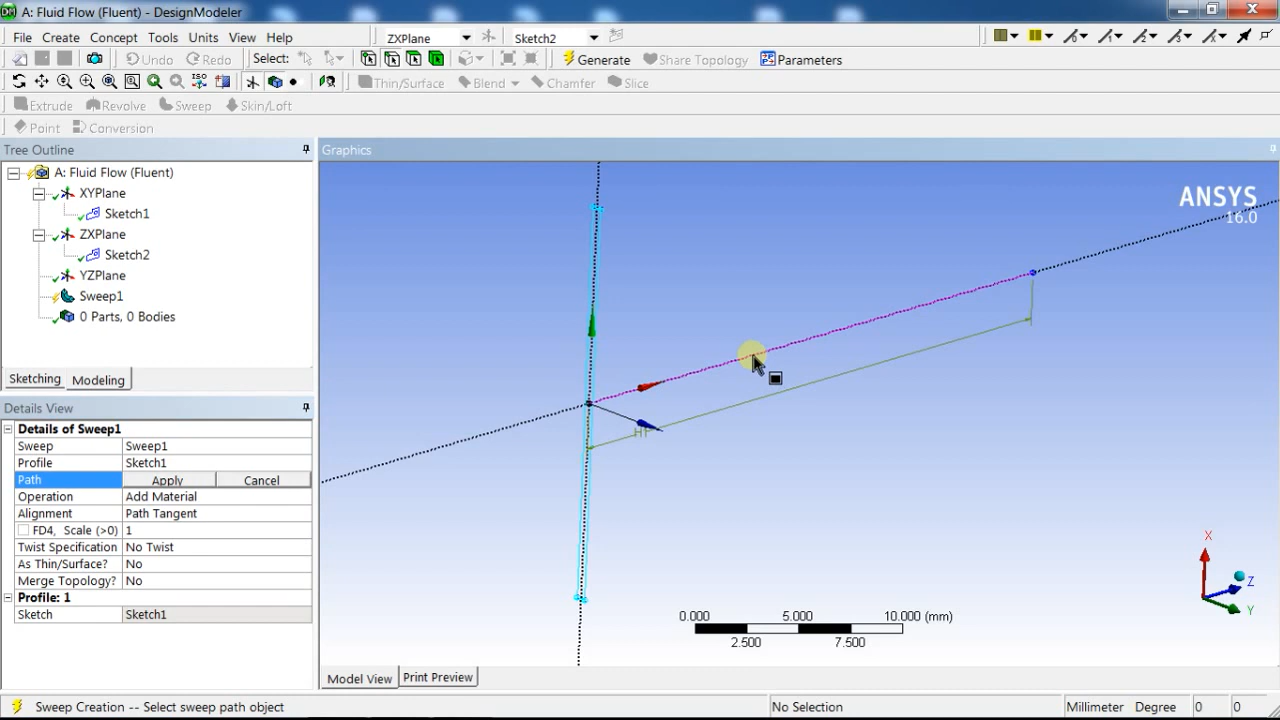 DM A: Fluid Flow (Fluent) - DesignModeler
File Create Concept Tools Units View Help ZXPlane Sketch2
Undo Redo Select: Generate Share Topology Parameters
ISO Thin/Surface Blend Chamfer Slice
Extrude Revolve Sweep Skin/Loft
Point Conversion
Tree Outline
A: Fluid Flow (Fluent)
XYPlane
Sketch1
ZXPlane
Sketch2
YZPlane
Sweep1
0 Parts, 0 Bodies
Sketching Modeling
Details View
Details of Sweep1
Sweep Sweep1
Profile Sketch1
Path Apply Cancel
Operation Add Material
Alignment Path Tangent
FD4, Scale (>0) 1
Twist Specification No Twist
As Thin/Surface? No
Merge Topology? No
Profile: 1
Sketch Sketch1
Graphics
ANSYS
16.0
H1
X
Z
Y
0.000 5.000 10.000 (mm)
2.500 7.500
Model View Print Preview
Sweep Creation -- Select sweep path object No Selection Millimeter Degree 0 0